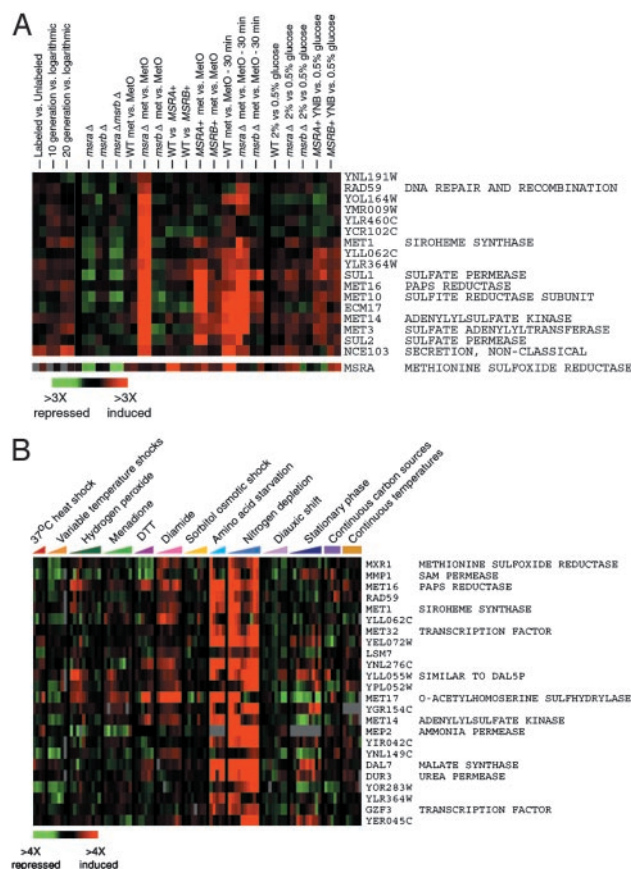 A
Labeled vs. Unlabeled
10 generation vs. logarithmic
20 generation vs. logarithmic
msra Δ
msrb Δ
msra Δmsrb Δ
WT met vs. MetO
msra Δ met vs. MetO
msrb Δ met vs. MetO
WT vs MSRA+
WT vs MSRB+
MSRA+ met vs. MetO
MSRB+ met vs. MetO
WT met vs. MetO - 30 min
msra Δ met vs. MetO - 30 min
msrb Δ met vs. MetO - 30 min
WT 2% vs 0.5% glucose
msra Δ 2% vs 0.5% glucose
msrb Δ 2% vs 0.5% glucose
MSRA+ YNB vs. 0.5% glucose
MSRB+ YNB vs. 0.5% glucose
YNL191W
RAD59 DNA REPAIR AND RECOMBINATION
YOL164W
YMR009W
YLR460C
YCR102C
MET1 SIROHEME SYNTHASE
YLL062C
YLR364W
SUL1 SULFATE PERMEASE
MET16 PAPS REDUCTASE
MET10 SULFITE REDUCTASE SUBUNIT
ECM17
MET14 ADENYLYLSULFATE KINASE
MET3 SULFATE ADENYLYLTRANSFERASE
SUL2 SULFATE PERMEASE
NCE103 SECRETION, NON-CLASSICAL
MSRA METHIONINE SULFOXIDE REDUCTASE
>3X repressed
>3X induced
B
37°C heat shock
Variable temperature shocks
Hydrogen peroxide
Menadione
DTT
Diamide
Sorbitol osmotic shock
Amino acid starvation
Nitrogen depletion
Diauxic shift
Stationary phase
Continuous carbon sources
Continuous temperatures
MXR1 METHIONINE SULFOXIDE REDUCTASE
MMP1 SAM PERMEASE
MET16 PAPS REDUCTASE
RAD59
MET1 SIROHEME SYNTHASE
YLL062C
MET32 TRANSCRIPTION FACTOR
YEL072W
LSM7
YNL276C
YLL055W SIMILAR TO DAL5P
YPL052W
MET17 O-ACETYLHOMOSERINE SULFHYDRYLASE
YGR154C
MET14 ADENYLYLSULFATE KINASE
MEP2 AMMONIA PERMEASE
YIR042C
YNL149C
DAL7 MALATE SYNTHASE
DUR3 UREA PERMEASE
YOR283W
YLR364W
GZF3 TRANSCRIPTION FACTOR
YER045C
>4X repressed
>4X induced